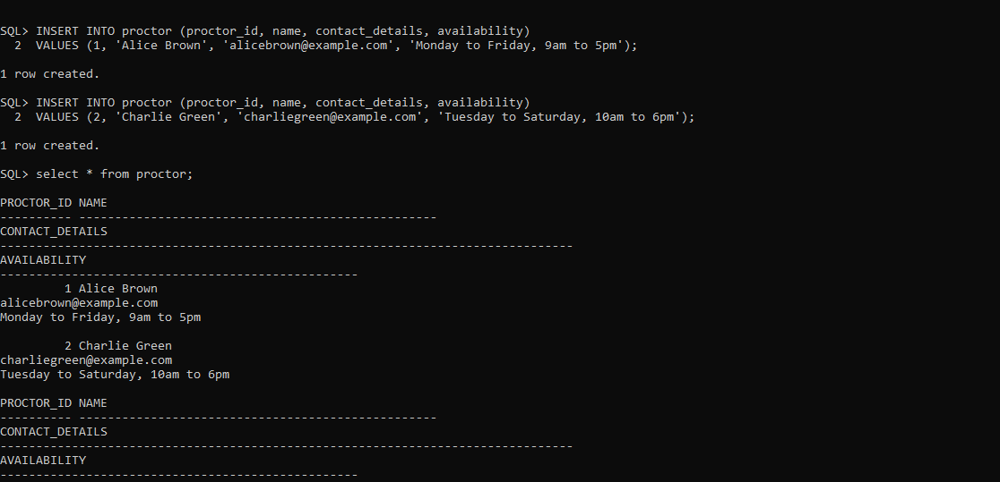 SQL> INSERT INTO proctor (proctor_id, name, contact_details, availability)
  2  VALUES (1, 'Alice Brown', 'alicebrown@example.com', 'Monday to Friday, 9am to 5pm');
1 row created.
SQL> INSERT INTO proctor (proctor_id, name, contact_details, availability)
  2  VALUES (2, 'Charlie Green', 'charliegreen@example.com', 'Tuesday to Saturday, 10am to 6pm');
1 row created.
SQL> select * from proctor;
PROCTOR_ID NAME
---------- --------------------------------------------------
CONTACT_DETAILS
--------------------------------------------------------------------------------
AVAILABILITY
--------------------------------------------------
         1 Alice Brown
alicebrown@example.com
Monday to Friday, 9am to 5pm
         2 Charlie Green
charliegreen@example.com
Tuesday to Saturday, 10am to 6pm
PROCTOR_ID NAME
---------- --------------------------------------------------
CONTACT_DETAILS
--------------------------------------------------------------------------------
AVAILABILITY
--------------------------------------------------